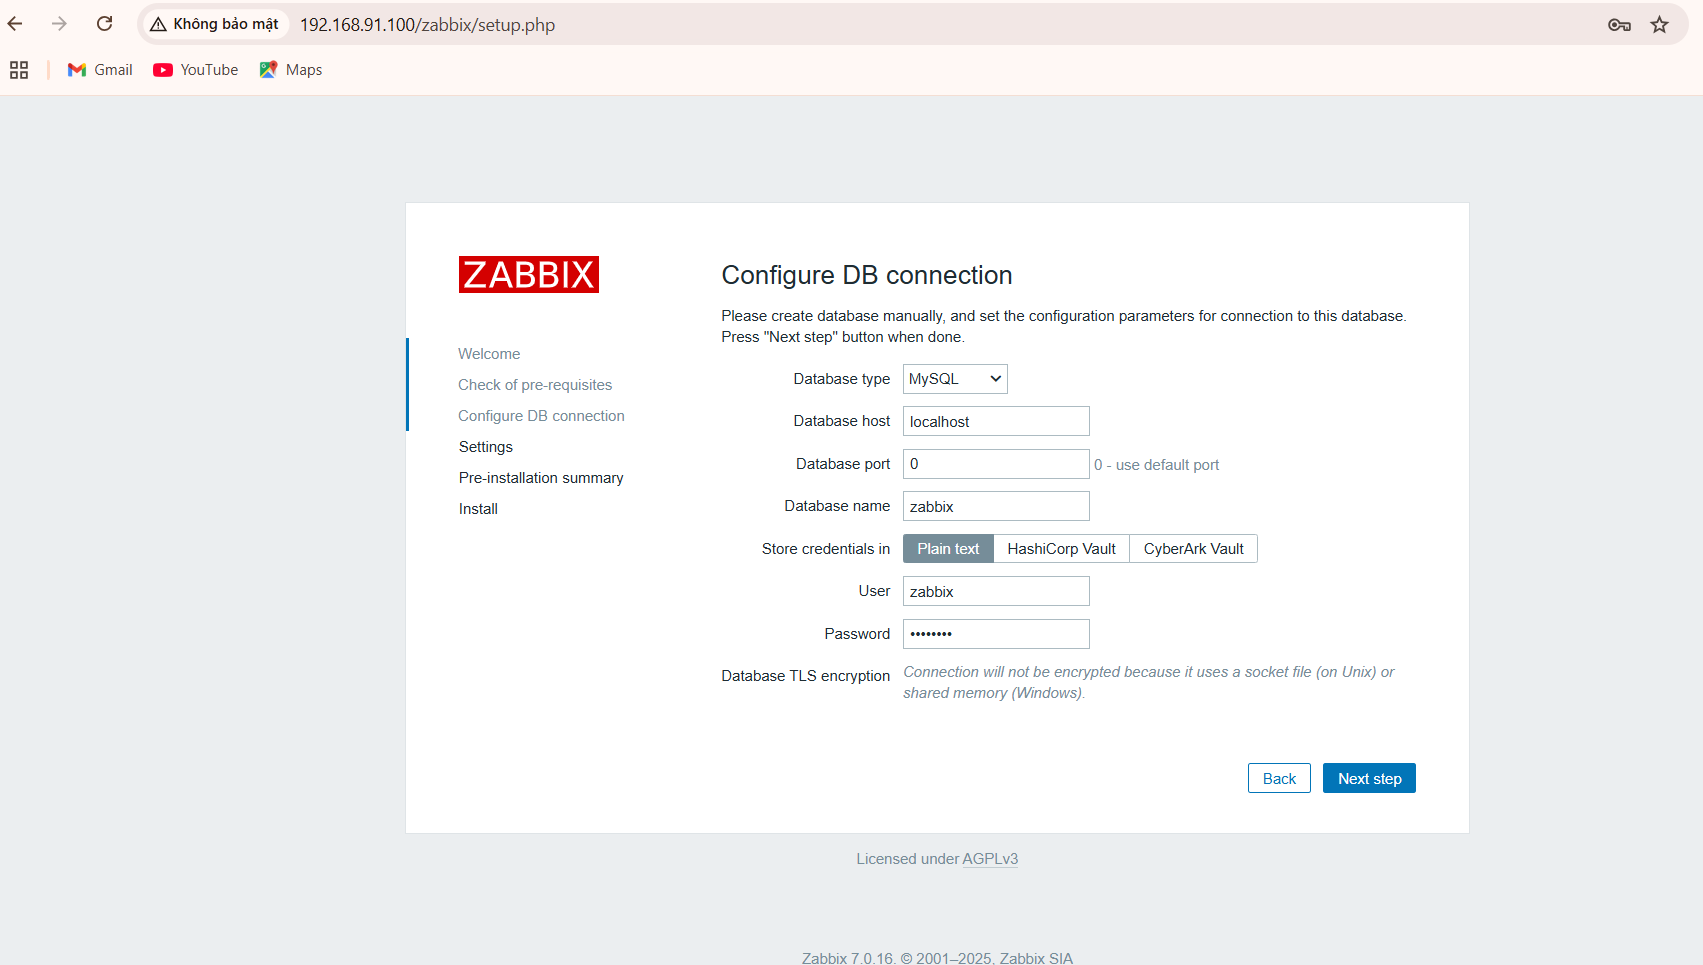 Không bảo mật 192.168.91.100/zabbix/setup.php
Gmail YouTube Maps
ZABBIX
Welcome
Check of pre-requisites
Configure DB connection
Settings
Pre-installation summary
Install
Configure DB connection
Please create database manually, and set the configuration parameters for connection to this database.
Press "Next step" button when done.
Database type MySQL
Database host localhost
Database port 0 0 - use default port
Database name zabbix
Store credentials in Plain text HashiCorp Vault CyberArk Vault
User zabbix
Password ••••••••
Database TLS encryption Connection will not be encrypted because it uses a socket file (on Unix) or
shared memory (Windows).
Back Next step
Licensed under AGPLv3
Zabbix 7.0.16. © 2001–2025, Zabbix SIA